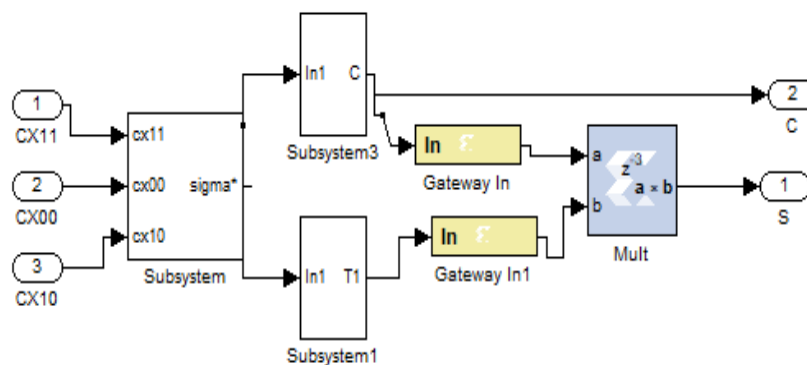 1
CX11
2
CX00
3
CX10
cx11
cx00
cx10
sigma*
Subsystem
In1
C
Subsystem3
In1
T1
Subsystem1
In
Gateway In
In
Gateway In1
a
b
z-3
a × b
Mult
2
C
1
S